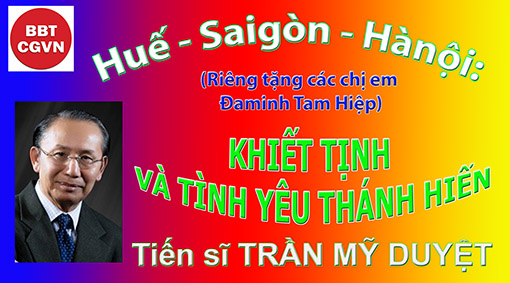 BBT
CGVN
Huế - Saigòn - Hànội:
(Riêng tặng các chị em
Đaminh Tam Hiệp)
KHIẾT TỊNH
VÀ TÌNH YÊU THÁNH HIẾN
Tiến sĩ TRẦN MỸ DUYỆT